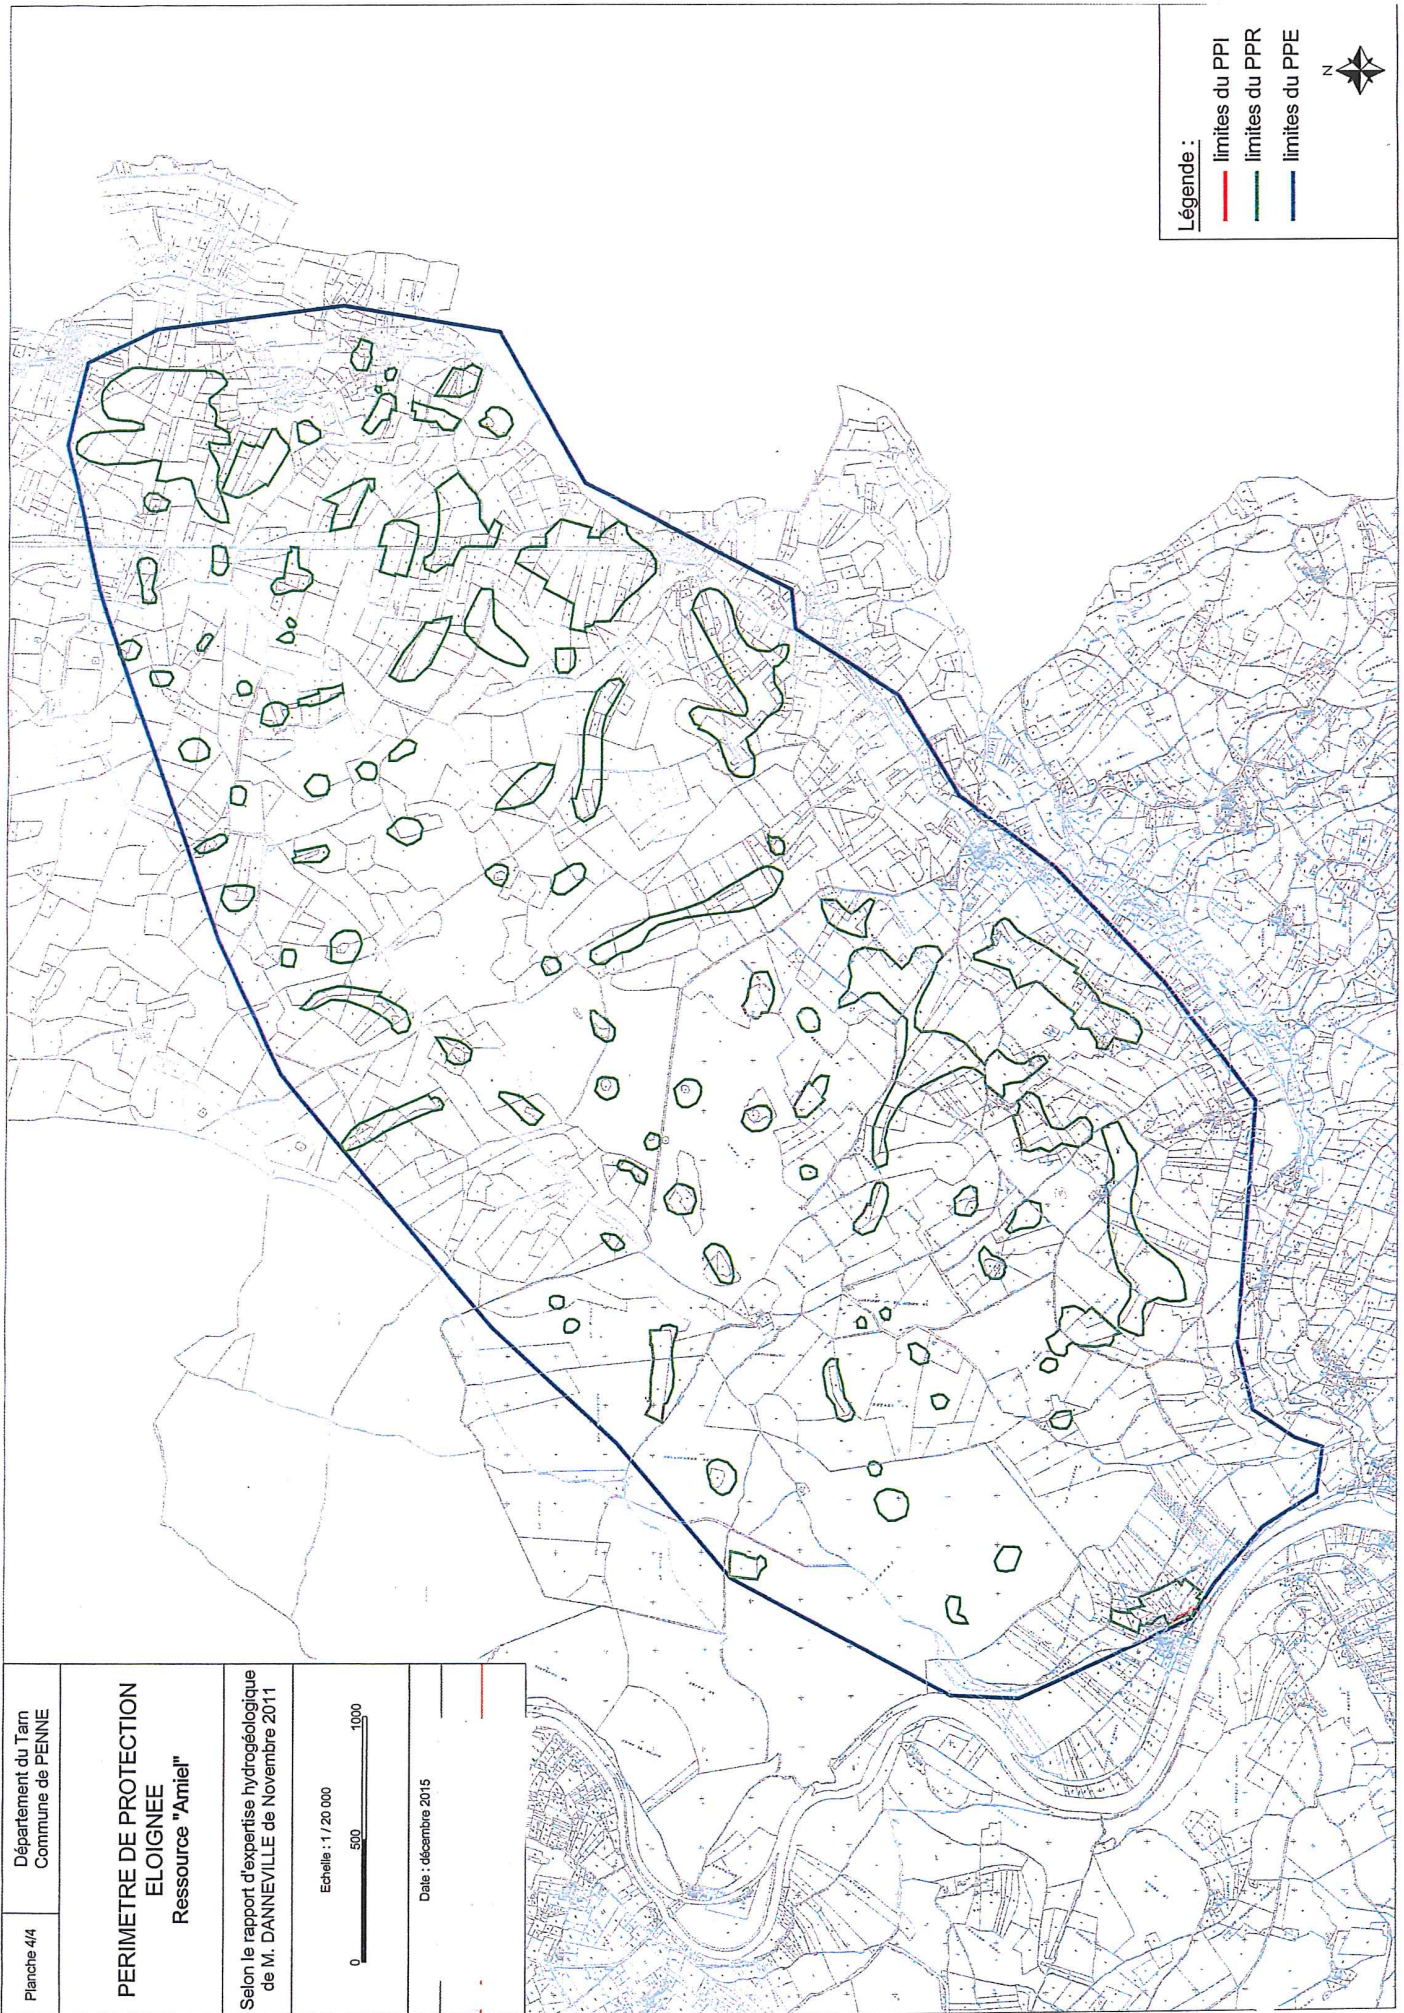 Planche 4/4
Département du Tarn
Commune de PENNE
PERIMETRE DE PROTECTION
ELOIGNEE
Ressource "Amiel"
Selon le rapport d'expertise hydrogéologique
de M. DANNEVILLE de Novembre 2011
Echelle : 1 / 20 000
0 500 1000
Date : décembre 2015
Légende :
limites du PPI
limites du PPR
limites du PPE
N